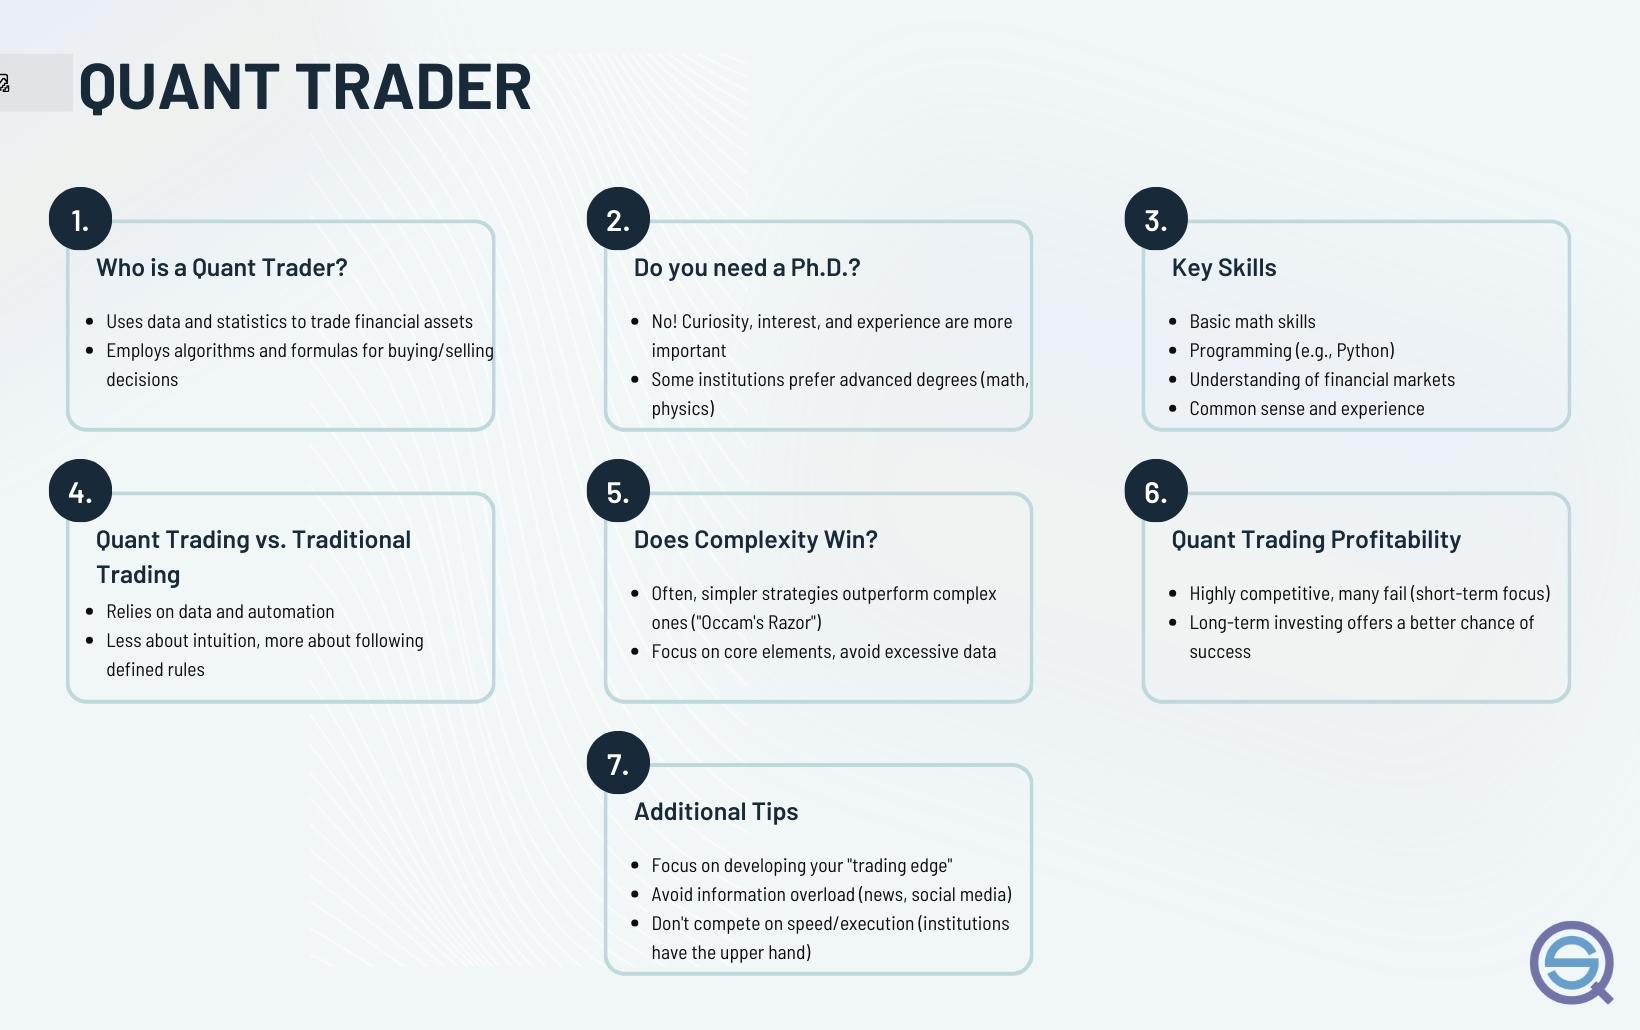 QUANT TRADER
1.
Who is a Quant Trader?
• Uses data and statistics to trade financial assets
• Employs algorithms and formulas for buying/selling
decisions
2.
Do you need a Ph.D.?
• No! Curiosity, interest, and experience are more
important
• Some institutions prefer advanced degrees (math,
physics)
3.
Key Skills
• Basic math skills
• Programming (e.g., Python)
• Understanding of financial markets
• Common sense and experience
4.
Quant Trading vs. Traditional
Trading
• Relies on data and automation
• Less about intuition, more about following
defined rules
5.
Does Complexity Win?
• Often, simpler strategies outperform complex
ones ("Occam's Razor")
• Focus on core elements, avoid excessive data
6.
Quant Trading Profitability
• Highly competitive, many fail (short-term focus)
• Long-term investing offers a better chance of
success
7.
Additional Tips
• Focus on developing your "trading edge"
• Avoid information overload (news, social media)
• Don't compete on speed/execution (institutions
have the upper hand)